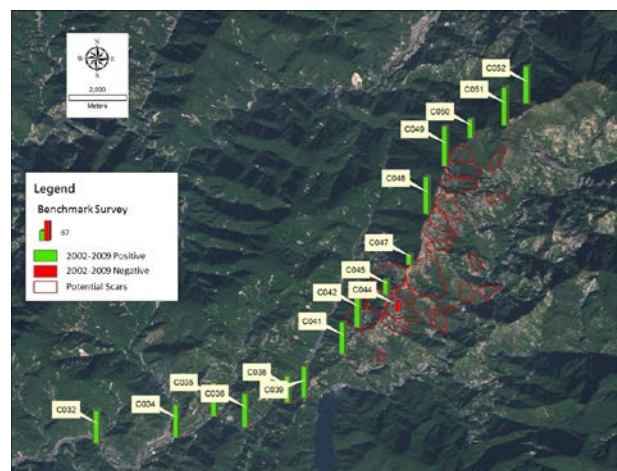 N
W E
S
2,000
Meters
Legend
Benchmark Survey
67
2002-2009 Positive
2002-2009 Negative
Potential Scars
C052
C051
C050
C049
C048
C047
C045
C044
C042
C041
C038
C039
C035
C036
C034
C032